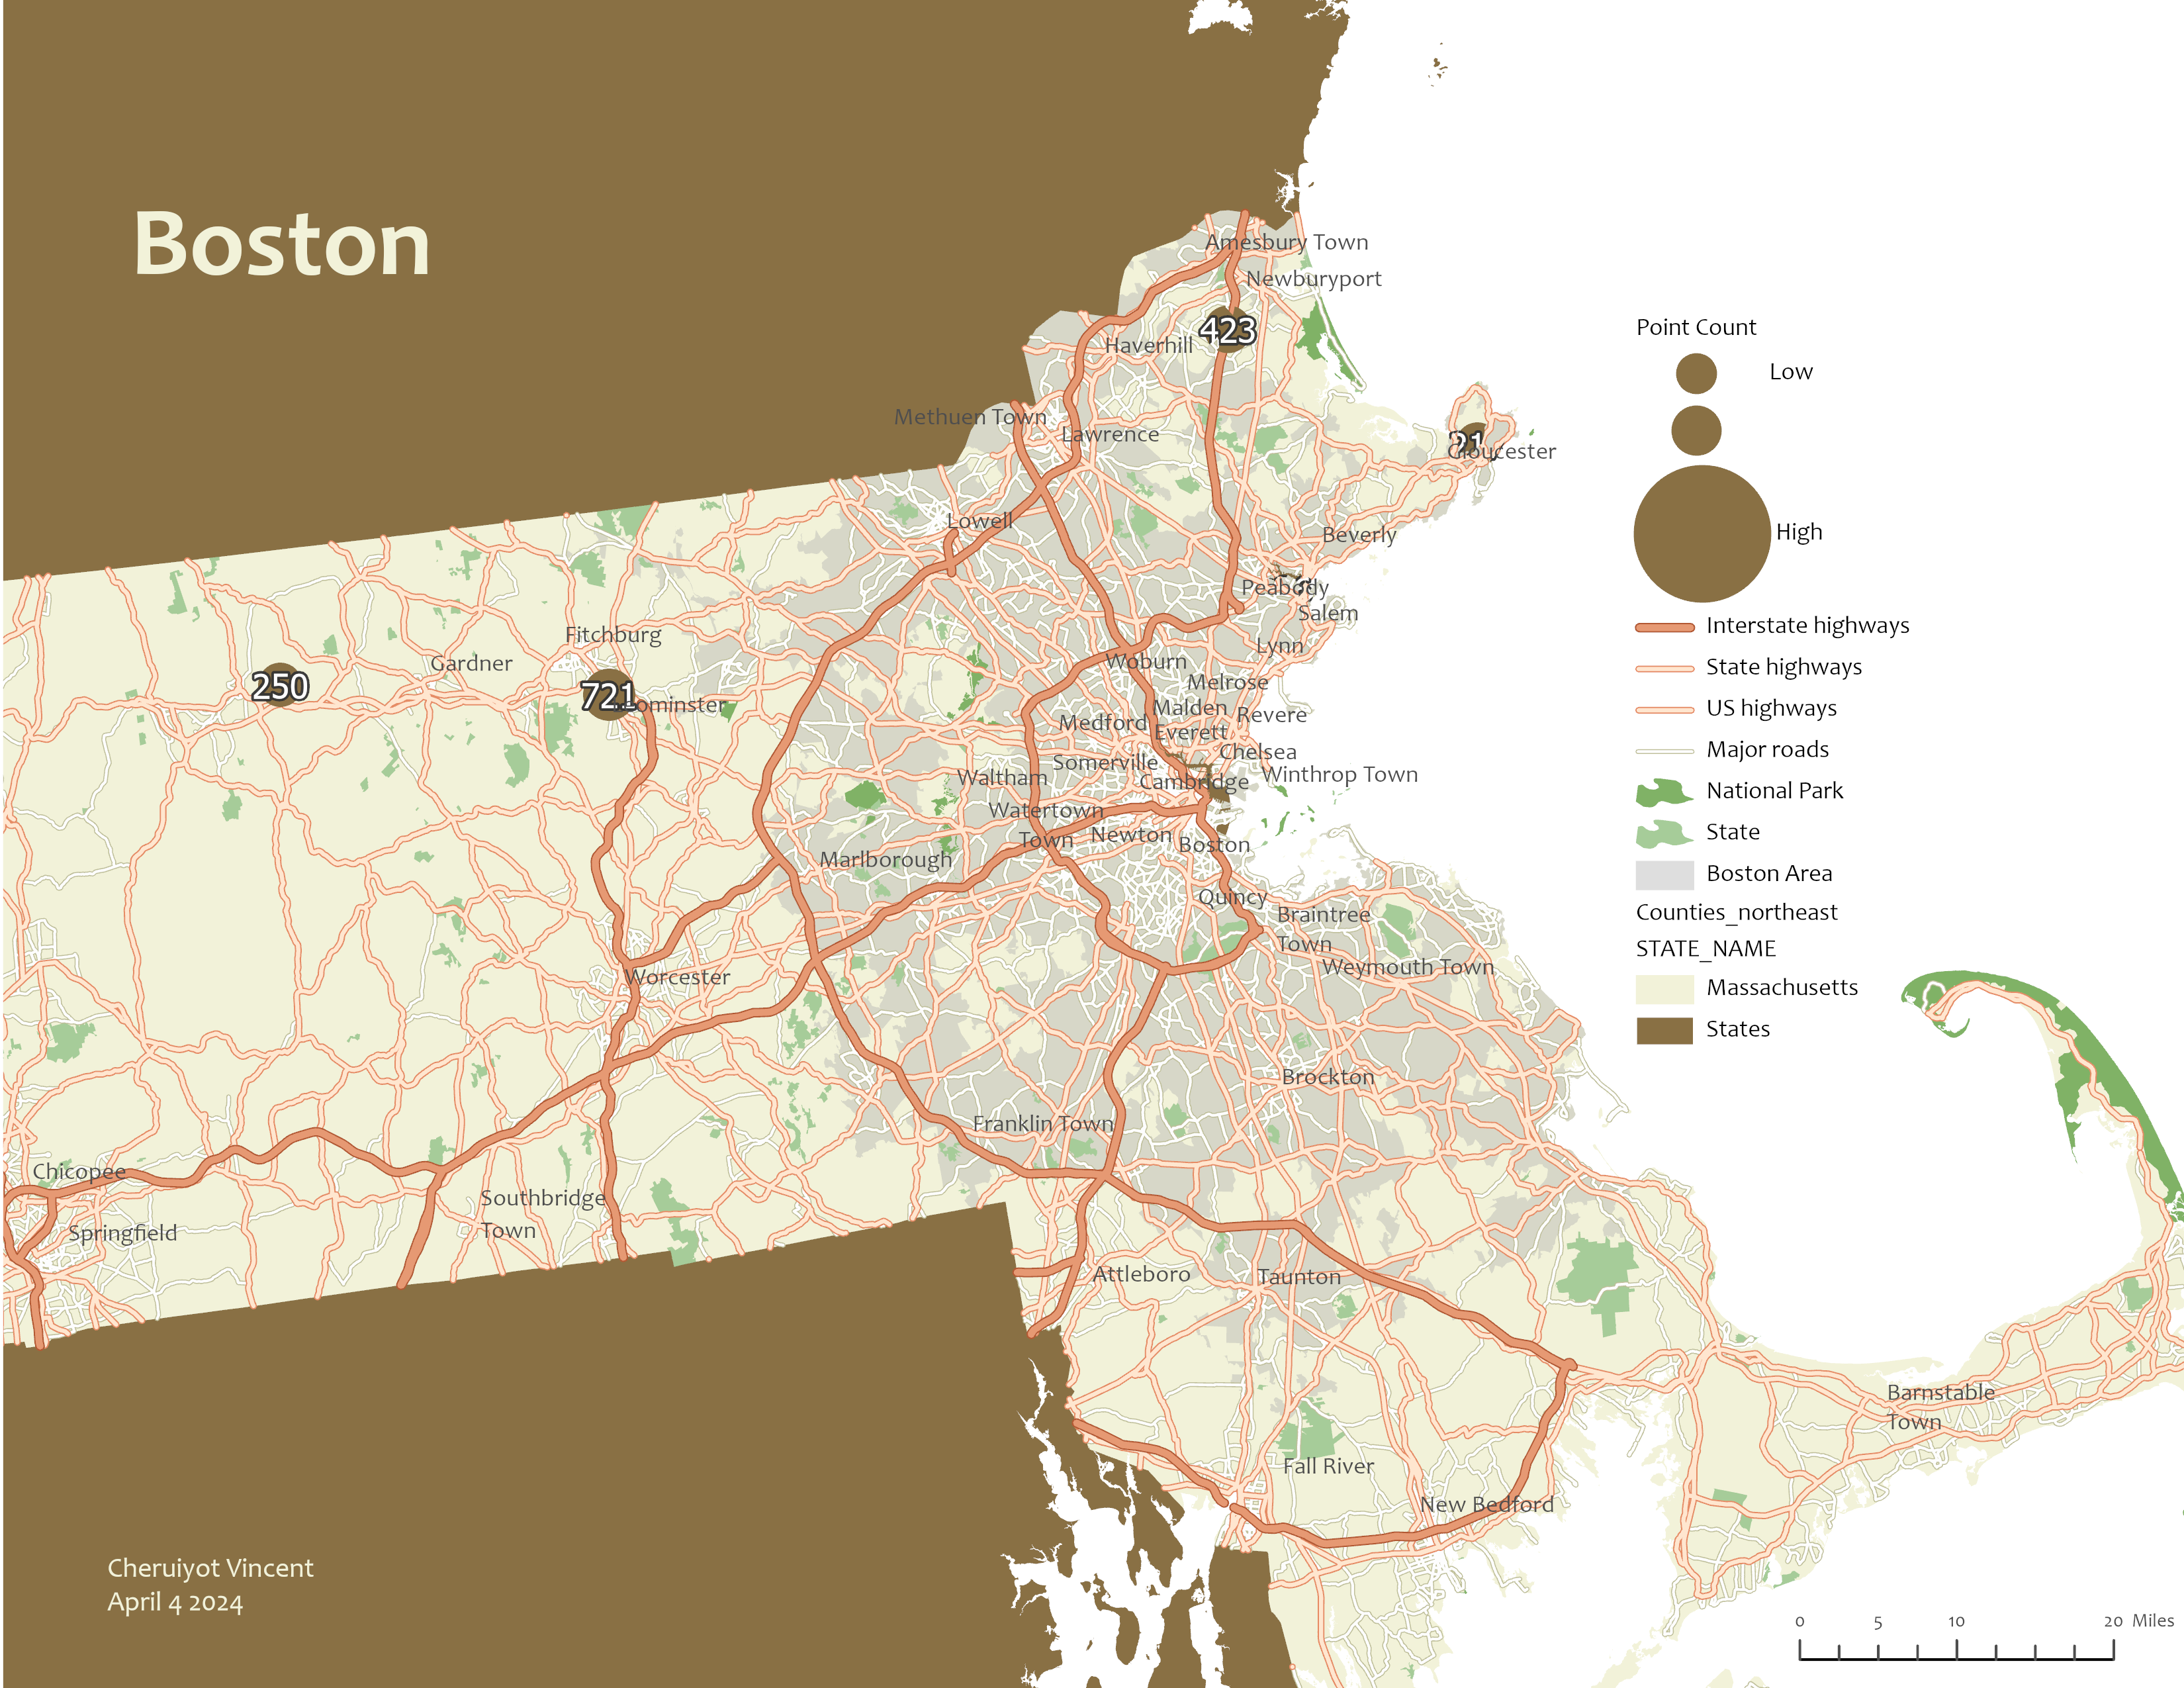 Boston
Amesbury Town
Newburyport
423
Haverhill
Methuen Town
Lawrence
21
Gloucester
Lowell
Beverly
Peabody
Salem
Fitchburg
Lynn
Gardner
Woburn
250
721
ominster
Melrose
Malden
Medford
Revere
Everett
Chelsea
Somerville
Winthrop Town
Waltham
Cambridge
Watertown
Town
Newton
Boston
Marlborough
Quincy
Braintree
Town
Weymouth Town
Worcester
Brockton
Franklin Town
Chicopee
Southbridge
Town
Springfield
Attleboro
Taunton
Barnstable
Town
Fall River
New Bedford
Point Count
Low
High
Interstate highways
State highways
US highways
Major roads
National Park
State
Boston Area
Counties_northeast
STATE_NAME
Massachusetts
States
Cheruiyot Vincent
April 4 2024
0 5 10 20 Miles